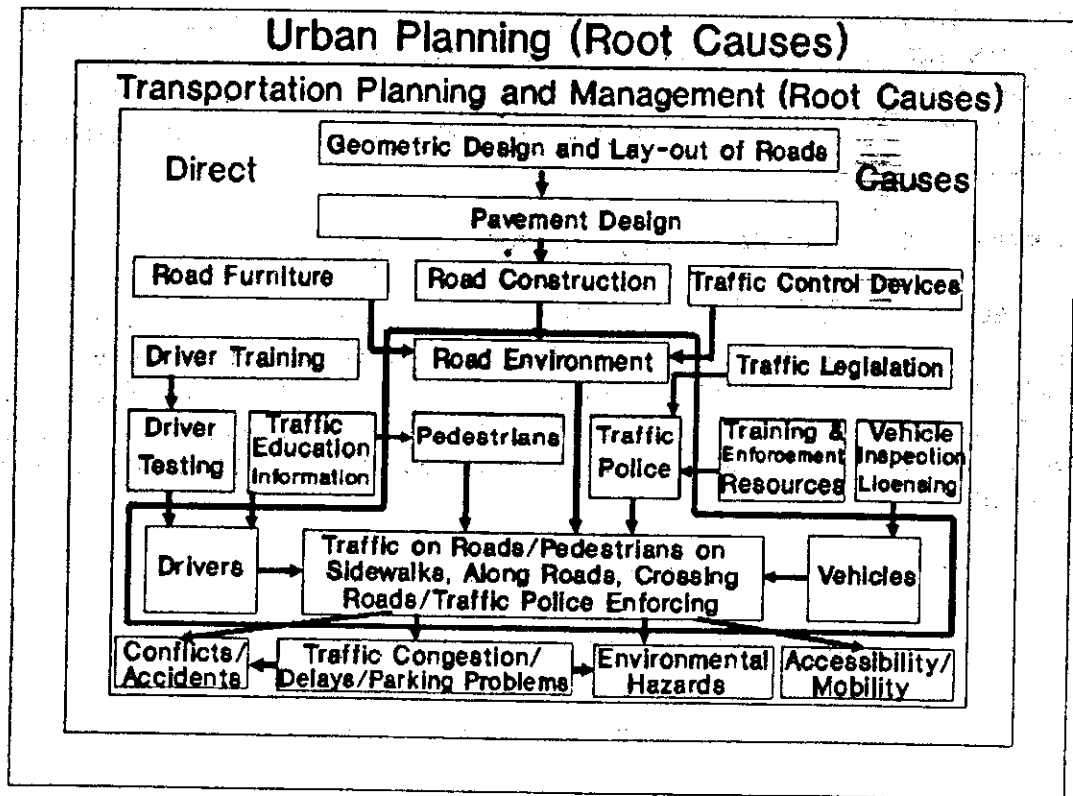 Urban Planning (Root Causes)
Transportation Planning and Management (Root Causes)
Geometric Design and Lay-out of Roads
Direct
Causes
Pavement Design
Road Furniture
Road Construction
Traffic Control Devices
Driver Training
Road Environment
Traffic Legislation
Driver
Testing
Traffic
Education
Information
Pedestrians
Traffic
Police
Training &
Enforcement
Resources
Vehicle
Inspection
Licensing
Drivers
Traffic on Roads/Pedestrians on
Sidewalks, Along Roads, Crossing
Roads/Traffic Police Enforcing
Vehicles
Conflicts/
Accidents
Traffic Congestion/
Delays/Parking Problems
Environmental
Hazards
Accessibility/
Mobility